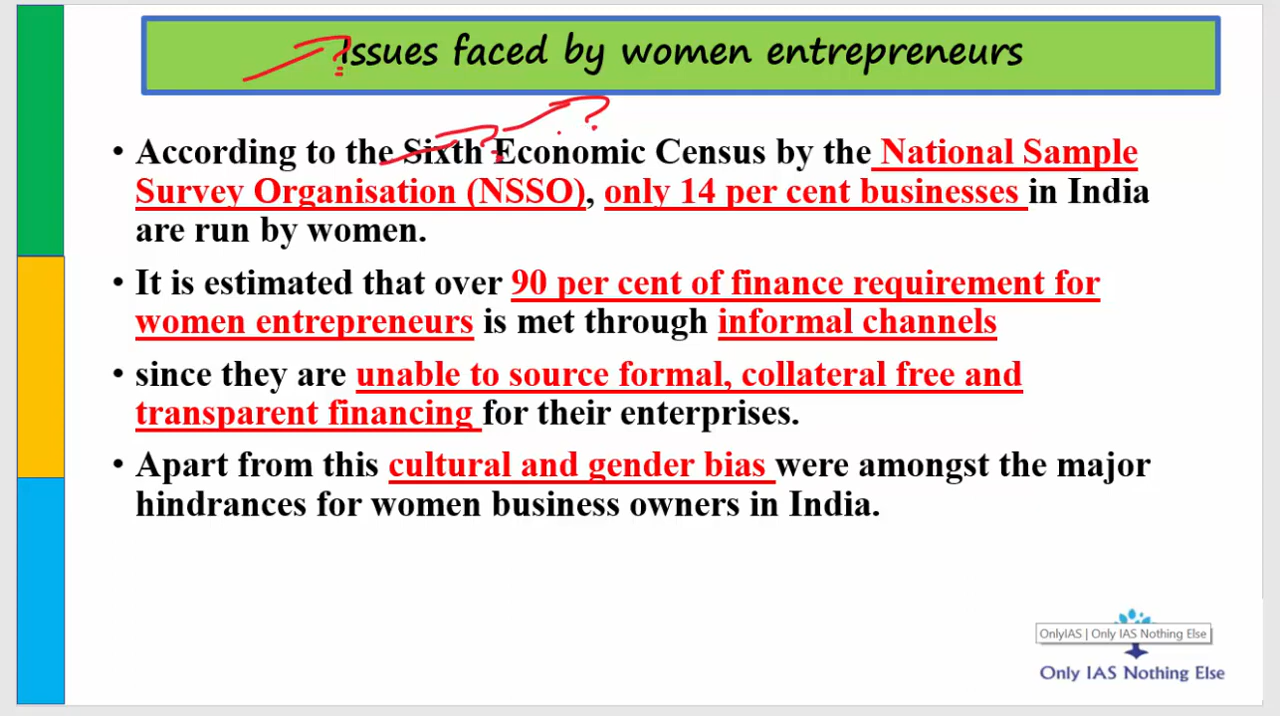 Issues faced by women entrepreneurs
• According to the Sixth Economic Census by the National Sample
Survey Organisation (NSSO), only 14 per cent businesses in India
are run by women.
• It is estimated that over 90 per cent of finance requirement for
women entrepreneurs is met through informal channels
• since they are unable to source formal, collateral free and
transparent financing for their enterprises.
• Apart from this cultural and gender bias were amongst the major
hindrances for women business owners in India.
OnlyIAS | Only IAS Nothing Else
Only IAS Nothing Else